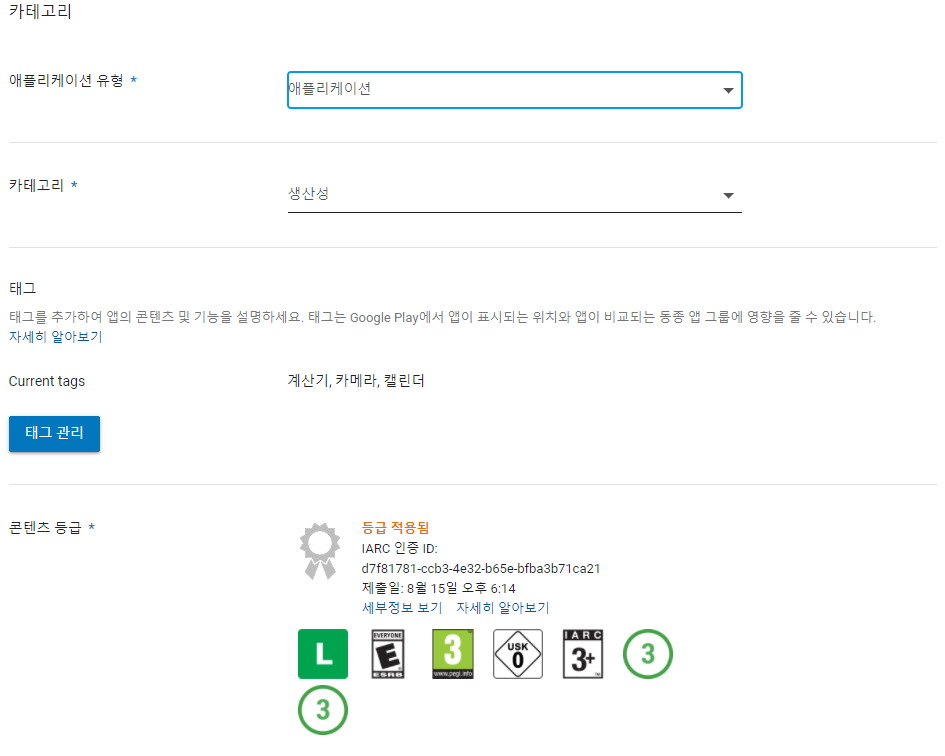 카테고리
애플리케이션 유형 *
애플리케이션
카테고리 *
생산성
태그
태그를 추가하여 앱의 콘텐츠 및 기능을 설명하세요. 태그는 Google Play에서 앱이 표시되는 위치와 앱이 비교되는 동종 앱 그룹에 영향을 줄 수 있습니다.
자세히 알아보기
Current tags
계산기, 카메라, 캘린더
태그 관리
콘텐츠 등급 *
등급 적용됨
IARC 인증 ID:
d7f81781-ccb3-4e32-b65e-bfba3b71ca21
제출일: 8월 15일 오후 6:14
세부정보 보기 자세히 알아보기
L
EVERYONE
E
ESRB
3
www.pegi.info
USK
0
IARC
3+
3
3